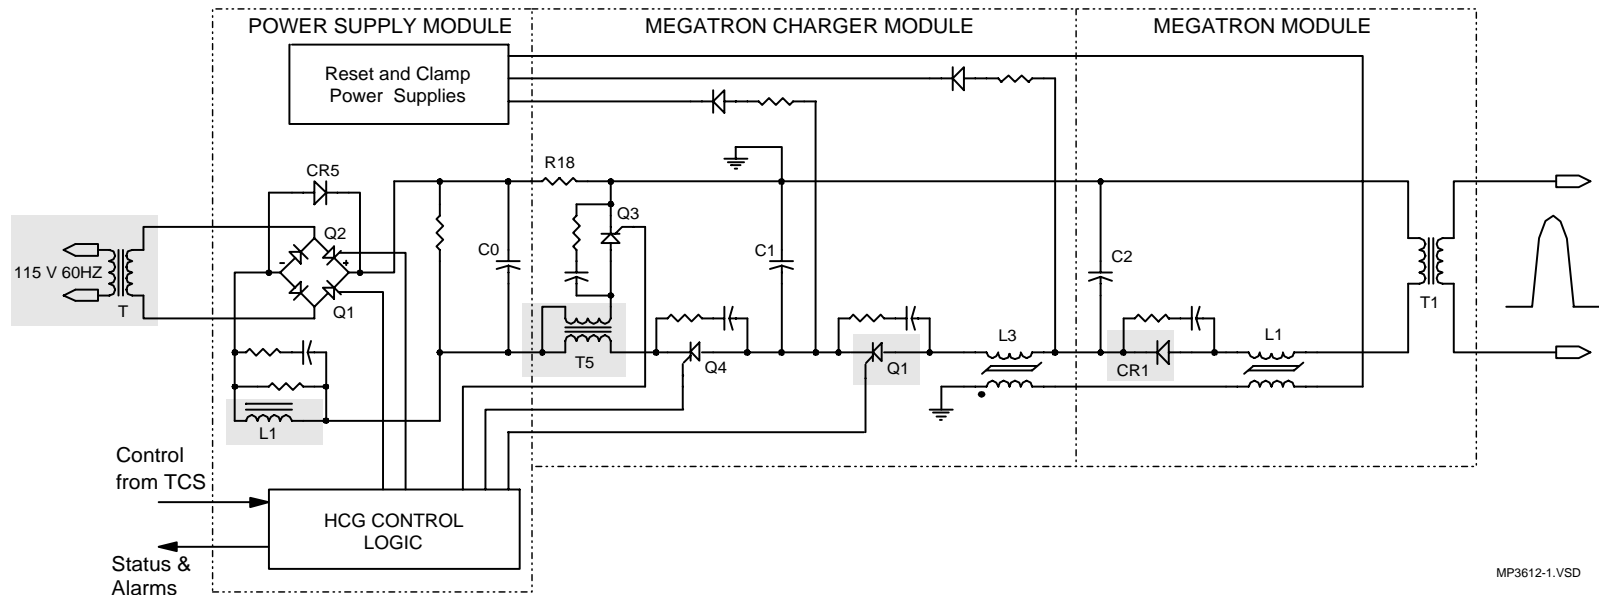 POWER SUPPLY MODULE
MEGATRON CHARGER MODULE
MEGATRON MODULE
Reset and Clamp
Power Supplies
CR5
R18
Q2
Q3
C0
C1
C2
- +
115 V 60HZ
T
Q1
T1
T5
Q4
Q1
L3
CR1
L1
L1
Control
from TCS
HCG CONTROL
LOGIC
Status &
Alarms
MP3612-1.VSD